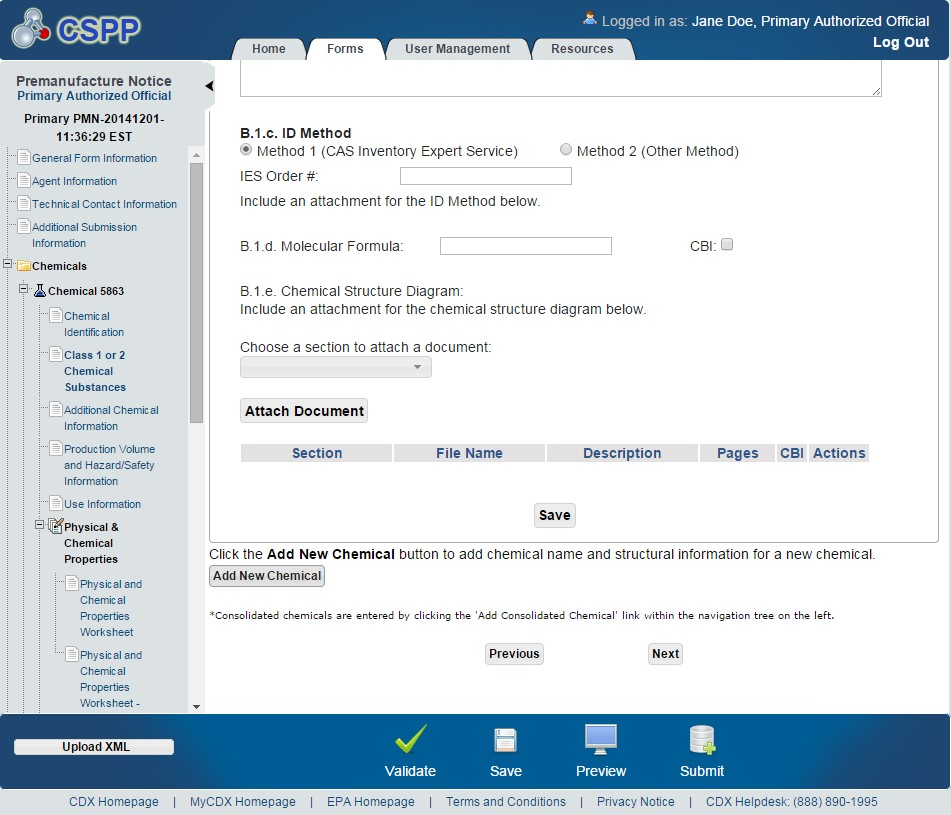 CSPP
Logged in as: Jane Doe, Primary Authorized Official
Log Out
Home
Forms
User Management
Resources
Premanufacture Notice
Primary Authorized Official
Primary PMN-20141201-
11:36:29 EST
General Form Information
Agent Information
Technical Contact Information
Additional Submission
Information
Chemicals
Chemical 5863
Chemical
Identification
Class 1 or 2
Chemical
Substances
Additional Chemical
Information
Production Volume
and Hazard/Safety
Information
Use Information
Physical &
Chemical
Properties
Physical and
Chemical
Properties
Worksheet
Physical and
Chemical
Properties
Worksheet -
B.1.c. ID Method
Method 1 (CAS Inventory Expert Service) Method 2 (Other Method)
IES Order #:
Include an attachment for the ID Method below.
B.1.d. Molecular Formula: CBI:
B.1.e. Chemical Structure Diagram:
Include an attachment for the chemical structure diagram below.
Choose a section to attach a document:
Attach Document
Section File Name Description Pages CBI Actions
Save
Click the Add New Chemical button to add chemical name and structural information for a new chemical.
Add New Chemical
*Consolidated chemicals are entered by clicking the 'Add Consolidated Chemical' link within the navigation tree on the left.
Previous Next
Upload XML
Validate Save Preview Submit
CDX Homepage | MyCDX Homepage | EPA Homepage | Terms and Conditions | Privacy Notice | CDX Helpdesk: (888) 890-1995